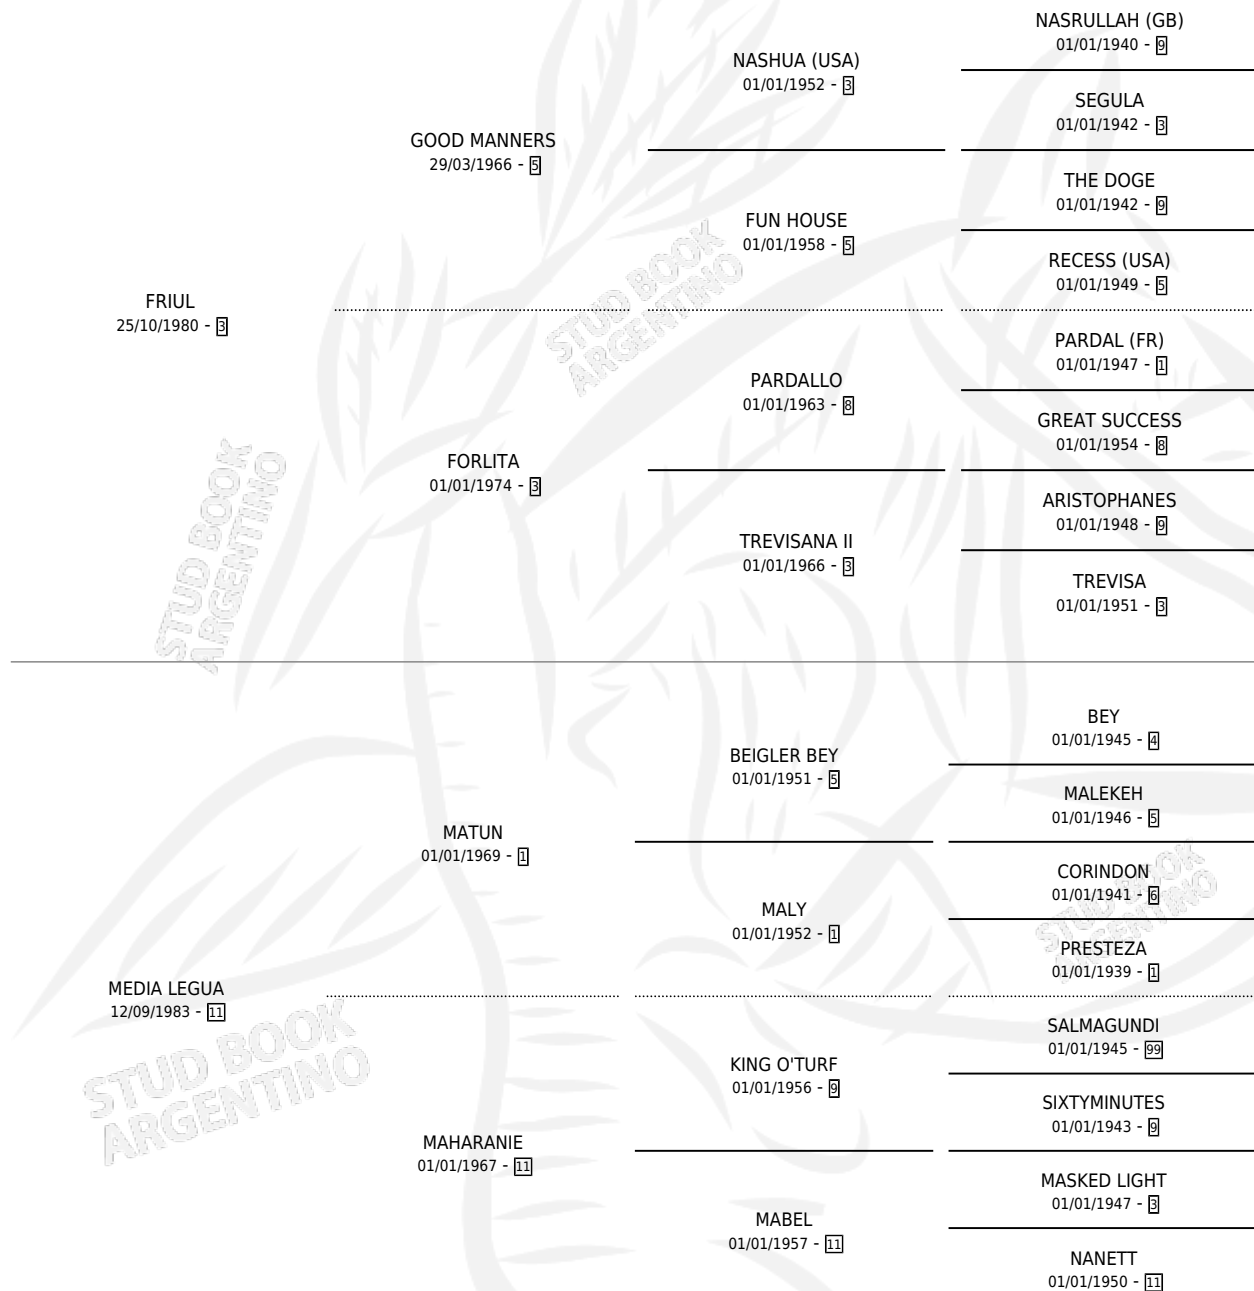 NASRULLAH (GB)
01/01/1940 - 9
NASHUA (USA)
01/01/1952 - 3
SEGULA
01/01/1942 - 3
GOOD MANNERS
29/03/1966 - 5
THE DOGE
01/01/1942 - 9
FUN HOUSE
01/01/1958 - 5
RECESS (USA)
01/01/1949 - 5
FRIUL
25/10/1980 - 3
PARDAL (FR)
01/01/1947 - 1
PARDALLO
01/01/1963 - 8
GREAT SUCCESS
01/01/1954 - 8
FORLITA
01/01/1974 - 3
ARISTOPHANES
01/01/1948 - 9
TREVISANA II
01/01/1966 - 3
TREVISA
01/01/1951 - 3
BEY
01/01/1945 - 4
BEIGLER BEY
01/01/1951 - 5
MALEKEH
01/01/1946 - 5
MATUN
01/01/1969 - 1
CORINDON
01/01/1941 - 6
MALY
01/01/1952 - 1
PRESTEZA
01/01/1939 - 1
MEDIA LEGUA
12/09/1983 - 11
SALMAGUNDI
01/01/1945 - 99
KING O'TURF
01/01/1956 - 9
SIXTYMINUTES
01/01/1943 - 9
MAHARANIE
01/01/1967 - 11
MASKED LIGHT
01/01/1947 - 3
MABEL
01/01/1957 - 11
NANETT
01/01/1950 - 11
STUD BOOK
ARGENTINO
STUD BOOK
ARGENTINO
STUD BOOK
ARGENTINO
STUD BOOK
ARGENTINO